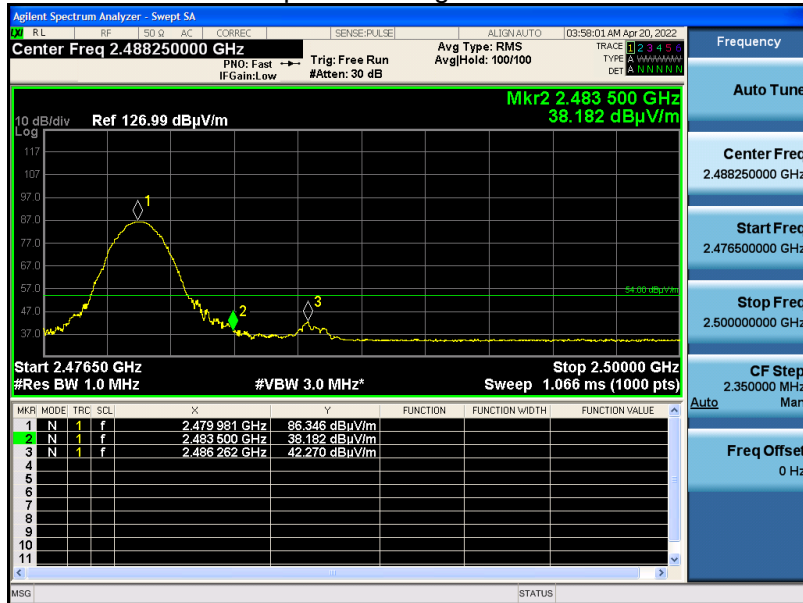 Agilent Spectrum Analyzer - Swept SA
LXI RL RF 50 Ω AC CORREC SENSE:PULSE ALIGN AUTO 03:58:01 AM Apr 20, 2022
Center Freq 2.488250000 GHz
PNO: Fast
IFGain:Low
Trig: Free Run
#Atten: 30 dB
Avg Type: RMS
Avg|Hold: 100/100
TRACE 1 2 3 4 5 6
TYPE A WWWWW
DET A N N N N N
Mkr2 2.483 500 GHz
38.182 dBµV/m
10 dB/div Ref 126.99 dBµV/m
Log
117
107
97.0
87.0
77.0
67.0
57.0
47.0
37.0
1
2
3
54.00 dBµV/m
Start 2.47650 GHz Stop 2.50000 GHz
#Res BW 1.0 MHz #VBW 3.0 MHz* Sweep 1.066 ms (1000 pts)
MKR MODE TRC SCL X Y FUNCTION FUNCTION WIDTH FUNCTION VALUE
1 N 1 f 2.479 981 GHz 86.346 dBµV/m
2 N 1 f 2.483 500 GHz 38.182 dBµV/m
3 N 1 f 2.486 262 GHz 42.270 dBµV/m
4
5
6
7
8
9
10
11
MSG STATUS
Frequency
Auto Tune
Center Freq
2.488250000 GHz
Start Freq
2.476500000 GHz
Stop Freq
2.500000000 GHz
CF Step
2.350000 MHz
Auto Man
Freq Offset
0 Hz